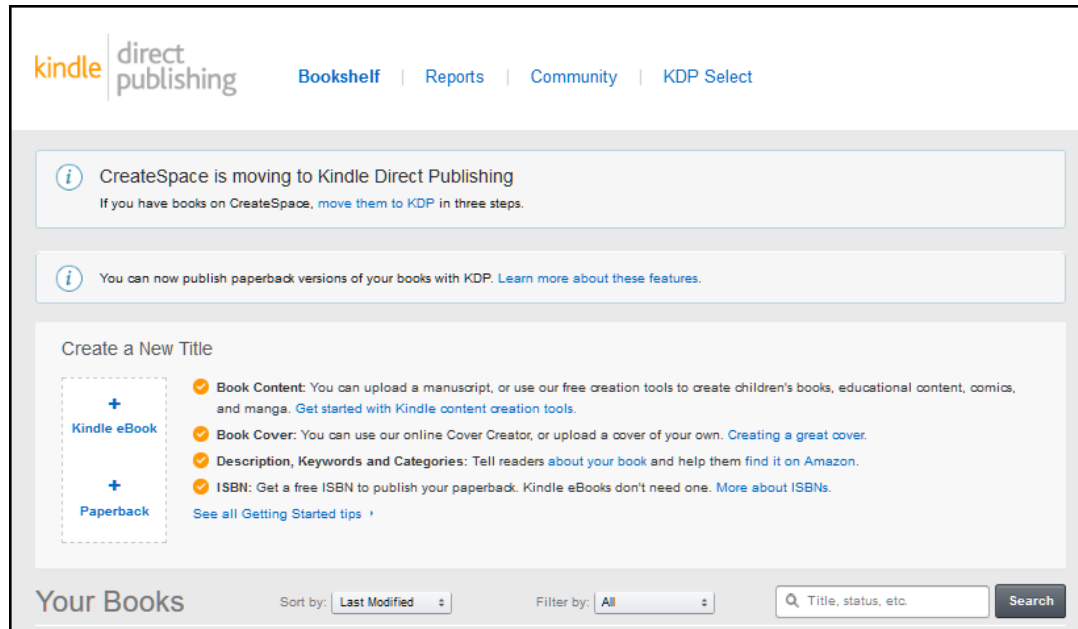 kindle direct publishing
Bookshelf | Reports | Community | KDP Select
CreateSpace is moving to Kindle Direct Publishing
If you have books on CreateSpace, move them to KDP in three steps.
You can now publish paperback versions of your books with KDP. Learn more about these features.
Create a New Title
+
Kindle eBook
+
Paperback
Book Content: You can upload a manuscript, or use our free creation tools to create children's books, educational content, comics,
and manga. Get started with Kindle content creation tools.
Book Cover: You can use our online Cover Creator, or upload a cover of your own. Creating a great cover.
Description, Keywords and Categories: Tell readers about your book and help them find it on Amazon.
ISBN: Get a free ISBN to publish your paperback. Kindle eBooks don't need one. More about ISBNs.
See all Getting Started tips
Your Books Sort by: Last Modified Filter by: All Title, status, etc. Search